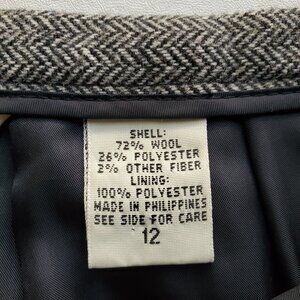 SHELL:
72% WOOL
26% POLYESTER
2% OTHER FIBER
LINING:
100% POLYESTER
MADE IN PHILIPPINES
SEE SIDE FOR CARE
12